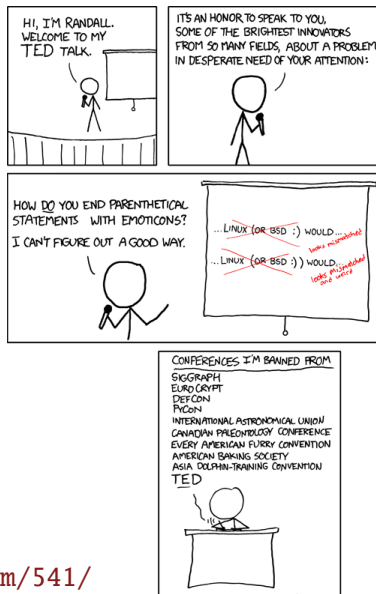 HI, I'M RANDALL.
WELCOME TO MY
TED TALK.
IT'S AN HONOR TO SPEAK TO YOU,
SOME OF THE BRIGHTEST INNOVATORS
FROM SO MANY FIELDS, ABOUT A PROBLEM
IN DESPERATE NEED OF YOUR ATTENTION:
HOW DO YOU END PARENTHETICAL
STATEMENTS WITH EMOTICONS?
I CAN'T FIGURE OUT A GOOD WAY.
...LINUX (OR BSD :) WOULD...
looks mismatched
...LINUX (OR BSD :)) WOULD...
looks mismatched
and weird
CONFERENCES I'M BANNED FROM
SIGGRAPH
EUROCRYPT
DEFCON
PYCON
INTERNATIONAL ASTRONOMICAL UNION
CANADIAN PALEONTOLOGY CONFERENCE
EVERY AMERICAN FURRY CONVENTION
AMERICAN BAKING SOCIETY
ASIA DOLPHIN-TRAINING CONVENTION
TED
m/541/